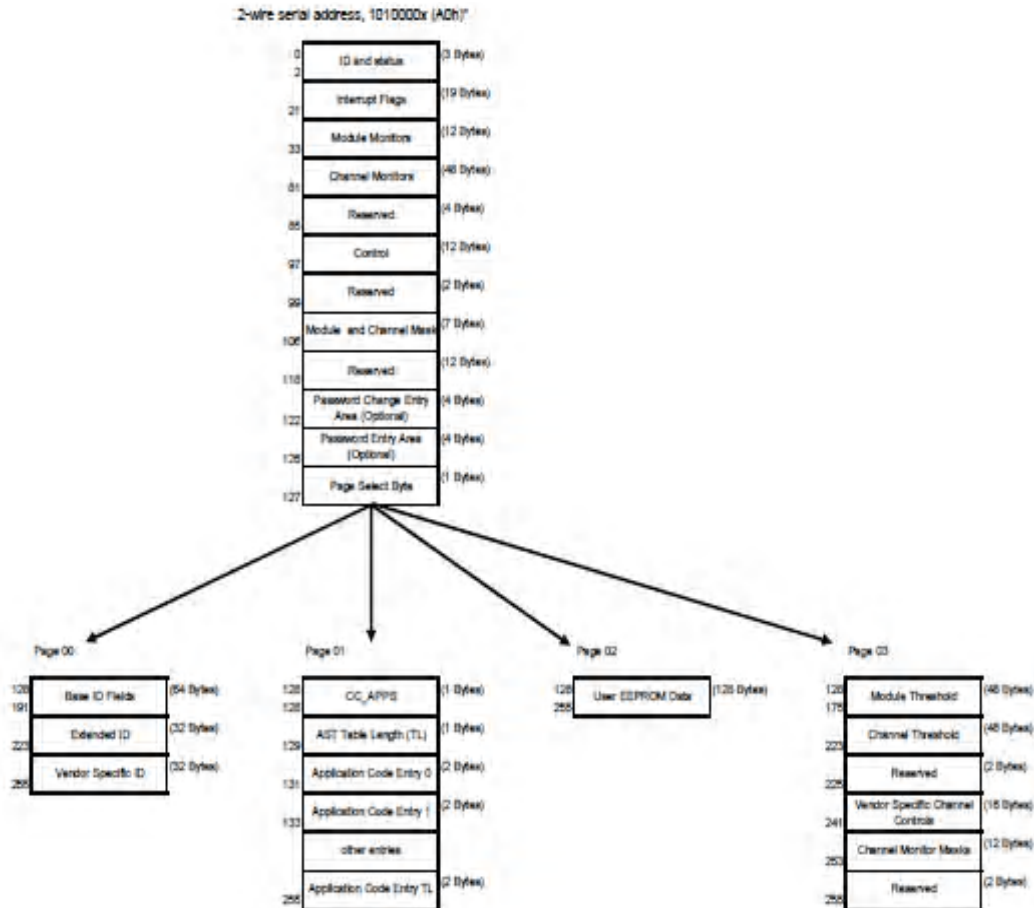 2-wire serial address, 1010000x (A0h)"
0
2
ID and status
(3 Bytes)
21
Interrupt Flags
(19 Bytes)
33
Module Monitors
(12 Bytes)
81
Channel Monitors
(48 Bytes)
85
Reserved
(4 Bytes)
97
Control
(12 Bytes)
99
Reserved
(2 Bytes)
106
Module and Channel Mask
(7 Bytes)
118
Reserved
(12 Bytes)
122
Password Change Entry
Area (Optional)
(4 Bytes)
126
Password Entry Area
(Optional)
(4 Bytes)
127
Page Select Byte
(1 Bytes)
Page 00
128
191
Base ID Fields
(64 Bytes)
223
Extended ID
(32 Bytes)
255
Vendor Specific ID
(32 Bytes)
Page 01
128
128
CC_APPS
(1 Bytes)
129
AST Table Length (TL)
(1 Bytes)
131
Application Code Entry 0
(2 Bytes)
133
Application Code Entry 1
(2 Bytes)
other entries
255
Application Code Entry TL
(2 Bytes)
Page 02
128
255
User EEPROM Data
(128 Bytes)
Page 03
128
175
Module Threshold
(48 Bytes)
223
Channel Threshold
(48 Bytes)
225
Reserved
(2 Bytes)
241
Vendor Specific Channel
Controls
(16 Bytes)
253
Channel Monitor Masks
(12 Bytes)
255
Reserved
(2 Bytes)